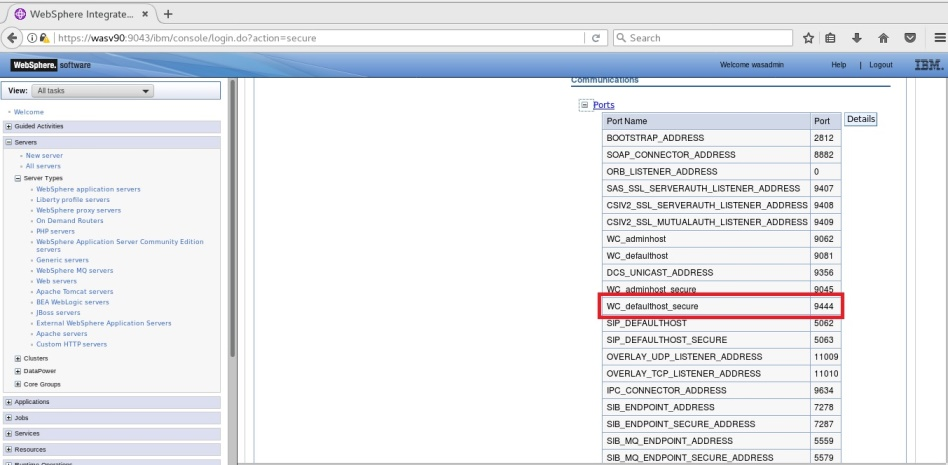 WebSphere Integrate...
https://wasv90:9043/ibm/console/login.do?action=secure
Search
WebSphere. software
Welcome wasadmin
Help | Logout
IBM.
View: All tasks
Welcome
Guided Activities
Servers
New server
All servers
Server Types
WebSphere application servers
Liberty profile servers
WebSphere proxy servers
On Demand Routers
PHP servers
WebSphere Application Server Community Edition
servers
Generic servers
WebSphere MQ servers
Web servers
Apache Tomcat servers
BEA WebLogic servers
JBoss servers
External WebSphere Application Servers
Apache servers
Custom HTTP servers
Clusters
DataPower
Core Groups
Applications
Jobs
Services
Resources
Runtime Operations
Communications
Ports
Port Name Port Details
BOOTSTRAP_ADDRESS 2812
SOAP_CONNECTOR_ADDRESS 8882
ORB_LISTENER_ADDRESS 0
SAS_SSL_SERVERAUTH_LISTENER_ADDRESS 9407
CSIV2_SSL_SERVERAUTH_LISTENER_ADDRESS 9408
CSIV2_SSL_MUTUALAUTH_LISTENER_ADDRESS 9409
WC_adminhost 9062
WC_defaulthost 9081
DCS_UNICAST_ADDRESS 9356
WC_adminhost_secure 9045
WC_defaulthost_secure 9444
SIP_DEFAULTHOST 5062
SIP_DEFAULTHOST_SECURE 5063
OVERLAY_UDP_LISTENER_ADDRESS 11009
OVERLAY_TCP_LISTENER_ADDRESS 11010
IPC_CONNECTOR_ADDRESS 9634
SIB_ENDPOINT_ADDRESS 7278
SIB_ENDPOINT_SECURE_ADDRESS 7287
SIB_MQ_ENDPOINT_ADDRESS 5559
SIB_MQ_ENDPOINT_SECURE_ADDRESS 5579